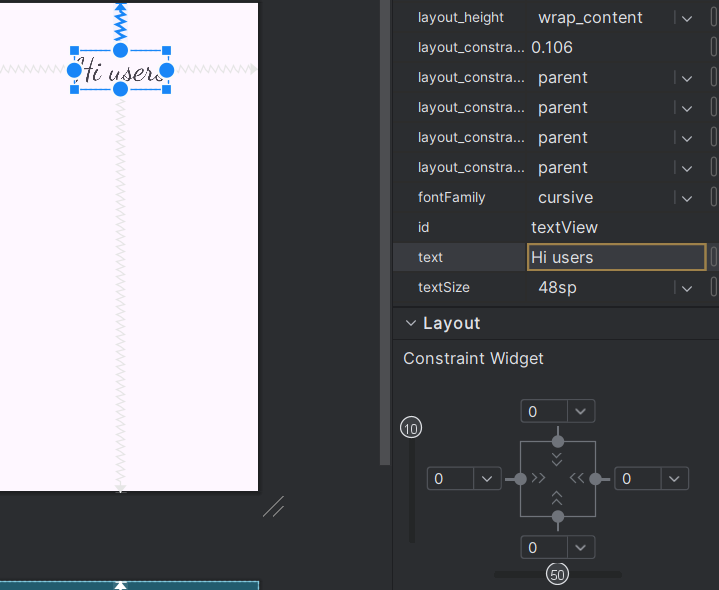 Hi users
layout_height wrap_content
layout_constra... 0.106
layout_constra... parent
layout_constra... parent
layout_constra... parent
layout_constra... parent
fontFamily cursive
id textView
text Hi users
textSize 48sp
Layout
Constraint Widget
0
10
0 0
0
50